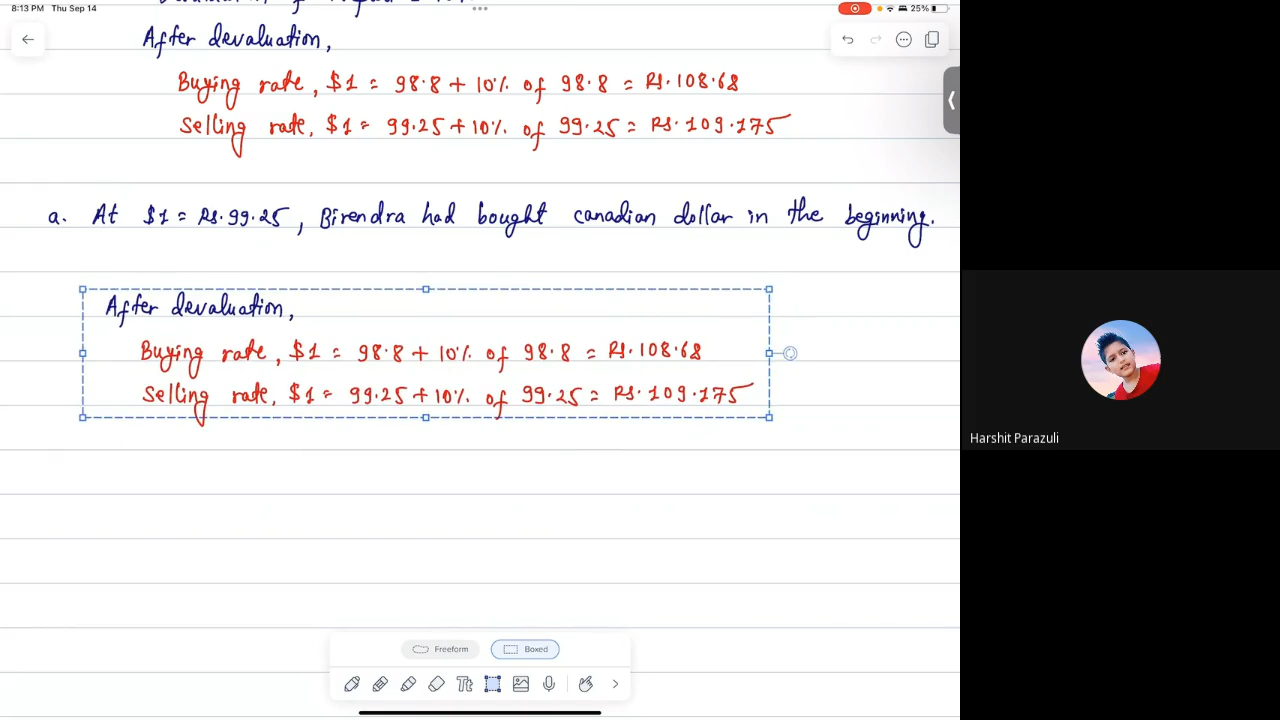 8:13 PM Thu Sep 14
25%
After devaluation,
Buying rate, $1 = 98.8 + 10% of 98.8 = Rs.108.68
Selling rate, $1 = 99.25 + 10% of 99.25 = Rs.109.175
a. At $1 = Rs.99.25, Birendra had bought canadian dollar in the beginning.
After devaluation,
Buying rate, $1 = 98.8 + 10% of 98.8 = Rs.108.68
Selling rate, $1 = 99.25 + 10% of 99.25 = Rs.109.175
Harshit Parazuli
Freeform Boxed
Tt